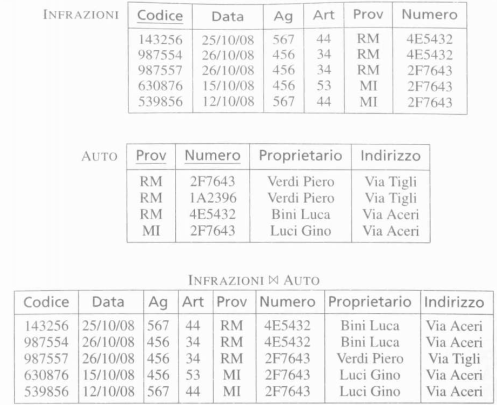 INFRAZIONI Codice Data Ag Art Prov Numero
143256 25/10/08 567 44 RM 4E5432
987554 26/10/08 456 34 RM 4E5432
987557 26/10/08 456 34 RM 2F7643
630876 15/10/08 456 53 MI 2F7643
539856 12/10/08 567 44 MI 2F7643
AUTO Prov Numero Proprietario Indirizzo
RM 2F7643 Verdi Piero Via Tigli
RM 1A2396 Verdi Piero Via Tigli
RM 4E5432 Bini Luca Via Aceri
MI 2F7643 Luci Gino Via Aceri
INFRAZIONI ⋈ AUTO
Codice Data Ag Art Prov Numero Proprietario Indirizzo
143256 25/10/08 567 44 RM 4E5432 Bini Luca Via Aceri
987554 26/10/08 456 34 RM 4E5432 Bini Luca Via Aceri
987557 26/10/08 456 34 RM 2F7643 Verdi Piero Via Tigli
630876 15/10/08 456 53 MI 2F7643 Luci Gino Via Aceri
539856 12/10/08 567 44 MI 2F7643 Luci Gino Via Aceri